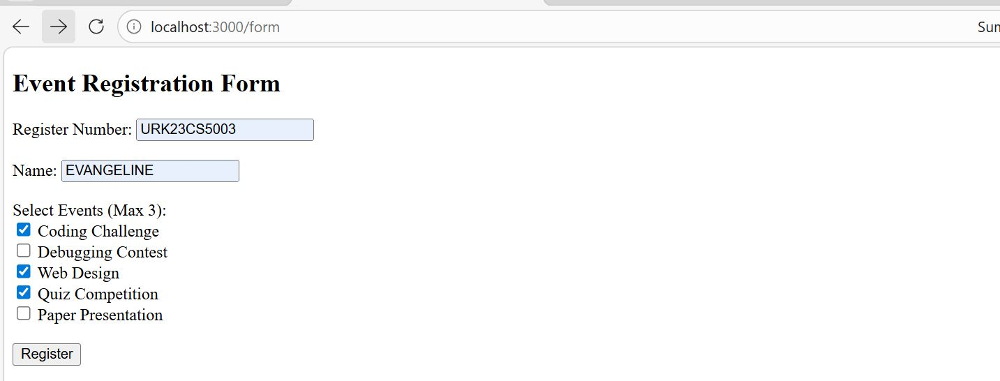 localhost:3000/form
Event Registration Form
Register Number: URK23CS5003
Name: EVANGELINE
Select Events (Max 3):
Coding Challenge
Debugging Contest
Web Design
Quiz Competition
Paper Presentation
Register